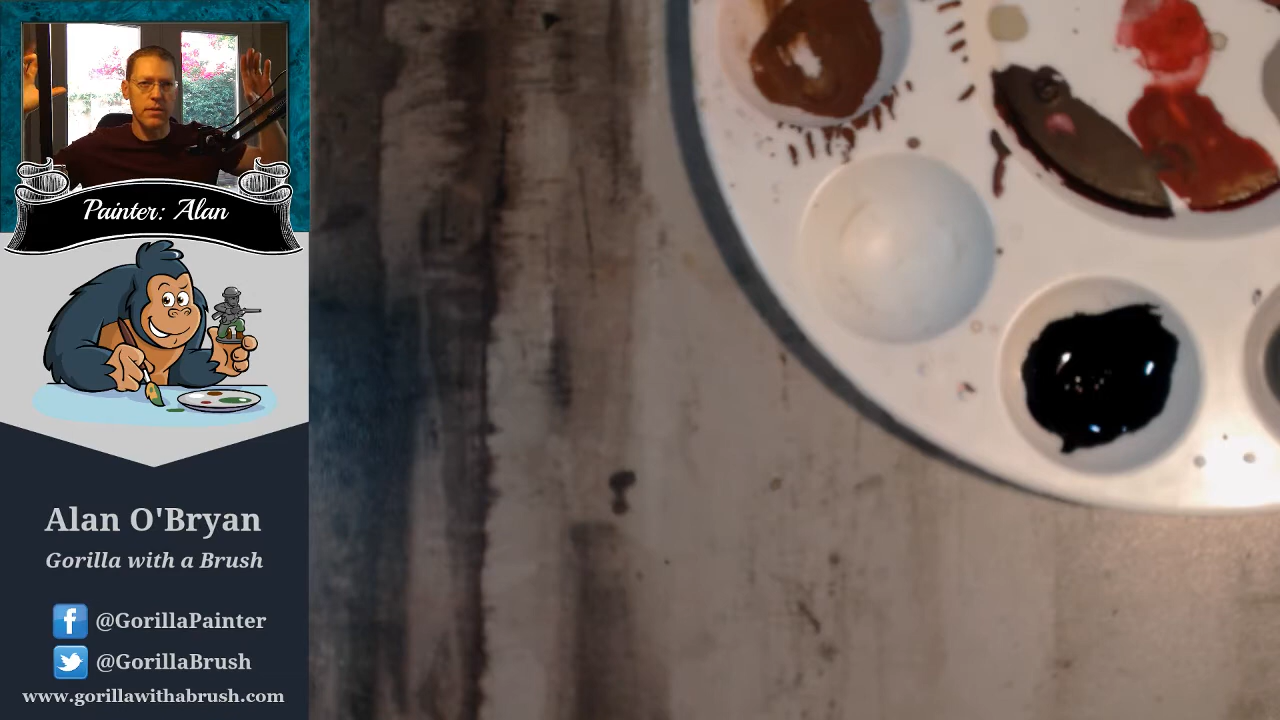 Painter: Alan
Alan O'Bryan
Gorilla with a Brush
@GorillaPainter
@GorillaBrush
www.gorillawithabrush.com